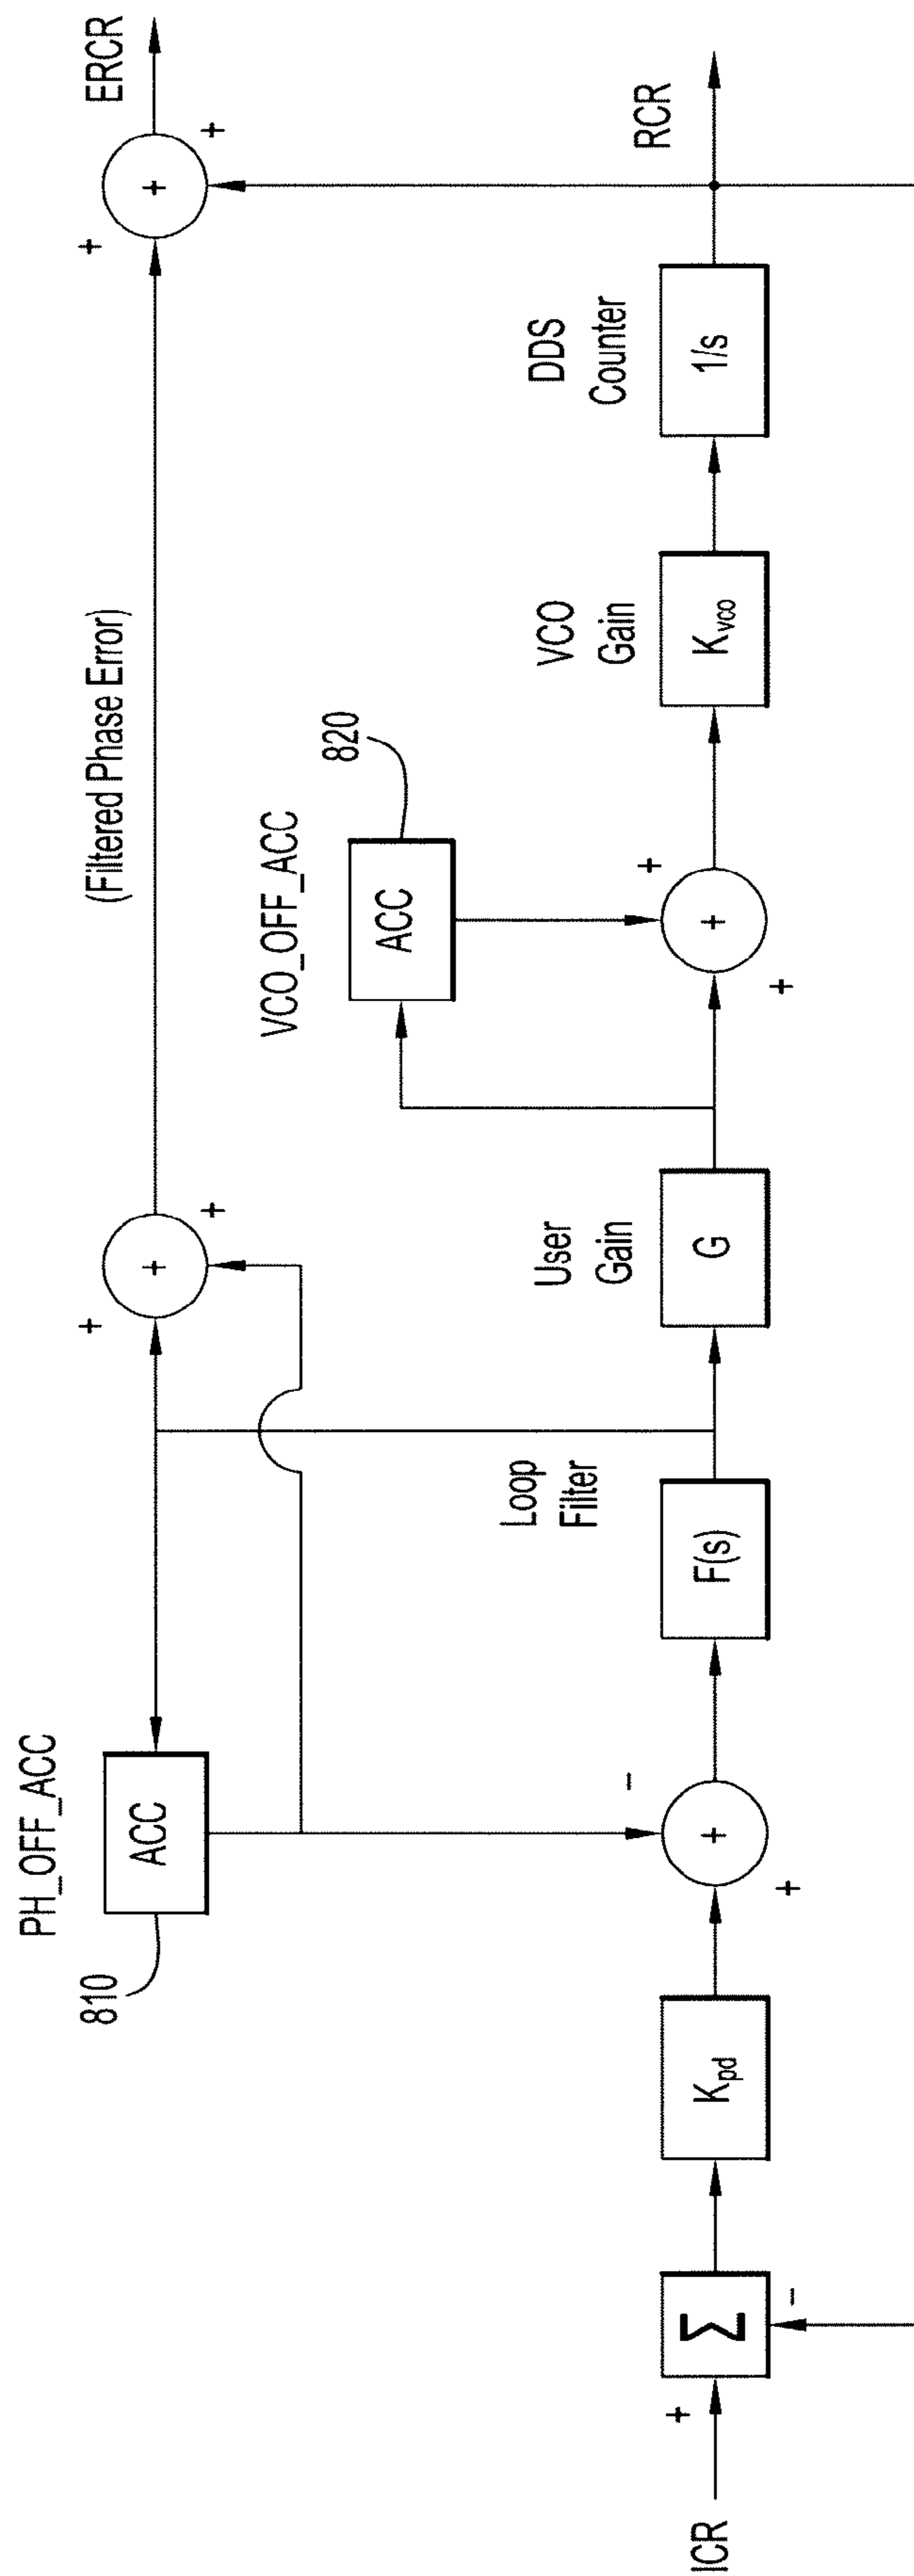 PH_OFF_ACC
810
ACC
+
+
+
(Filtered Phase Error)
+
+
+
ERCR
VCO_OFF_ACC
820
ACC
ICR
+
Σ
-
Kpd
+
+
-
Loop
Filter
F(s)
User
Gain
G
+
+
+
VCO
Gain
Kvco
DDS
Counter
1/s
RCR